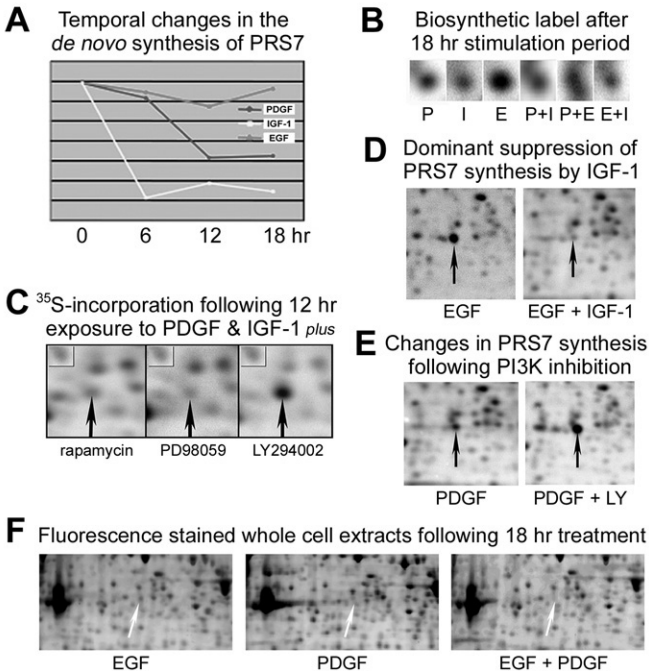 A
Temporal changes in the
de novo synthesis of PRS7
PDGF
IGF-1
EGF
0 6 12 18 hr
B
Biosynthetic label after
18 hr stimulation period
P I E P+I P+E E+I
C
35S-incorporation following 12 hr
exposure to PDGF & IGF-1 plus
rapamycin PD98059 LY294002
D
Dominant suppression of
PRS7 synthesis by IGF-1
EGF EGF + IGF-1
E
Changes in PRS7 synthesis
following PI3K inhibition
PDGF PDGF + LY
F
Fluorescence stained whole cell extracts following 18 hr treatment
EGF PDGF EGF + PDGF